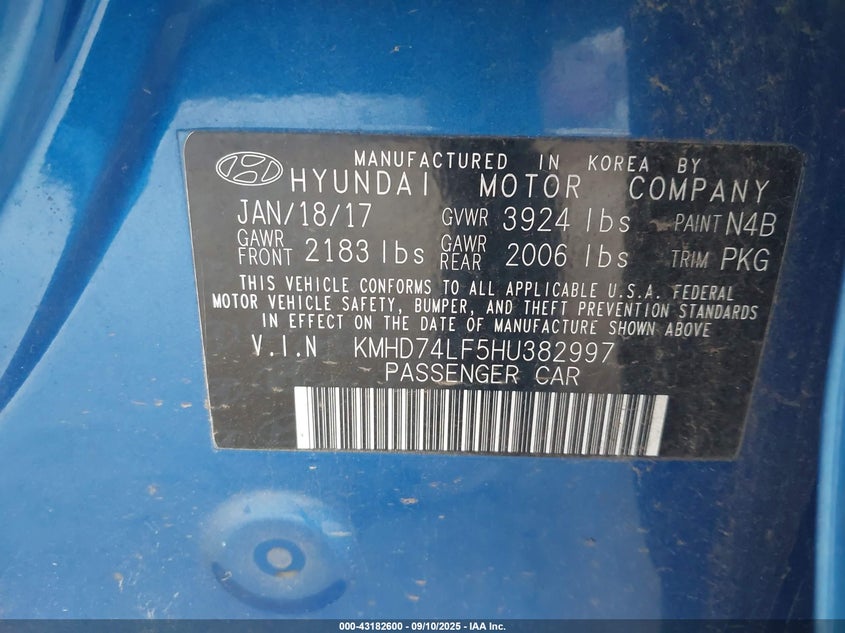 MANUFACTURED IN KOREA BY
HYUNDAI MOTOR COMPANY
JAN/18/17 GVWR 3924 lbs PAINT N4B
GAWR FRONT 2183 lbs GAWR REAR 2006 lbs TRIM PKG
THIS VEHICLE CONFORMS TO ALL APPLICABLE U.S.A. FEDERAL
MOTOR VEHICLE SAFETY, BUMPER, AND THEFT PREVENTION STANDARDS
IN EFFECT ON THE DATE OF MANUFACTURE SHOWN ABOVE
V.I.N KMHD74LF5HU382997
PASSENGER CAR
000-43182600 - 09/10/2025 - IAA Inc.